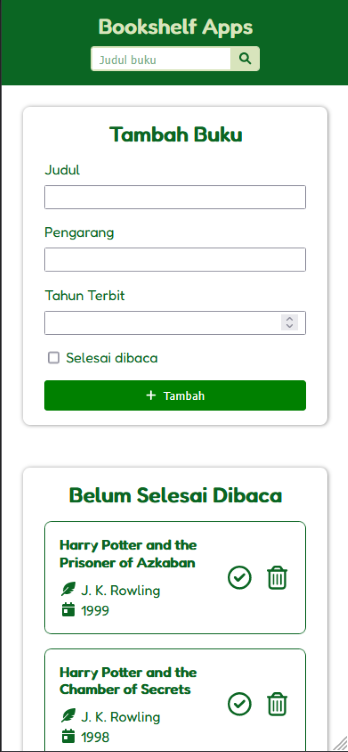 Bookshelf Apps
Judul buku
Tambah Buku
Judul
Pengarang
Tahun Terbit
Selesai dibaca
+ Tambah
Belum Selesai Dibaca
Harry Potter and the
Prisoner of Azkaban
J. K. Rowling
1999
Harry Potter and the
Chamber of Secrets
J. K. Rowling
1998